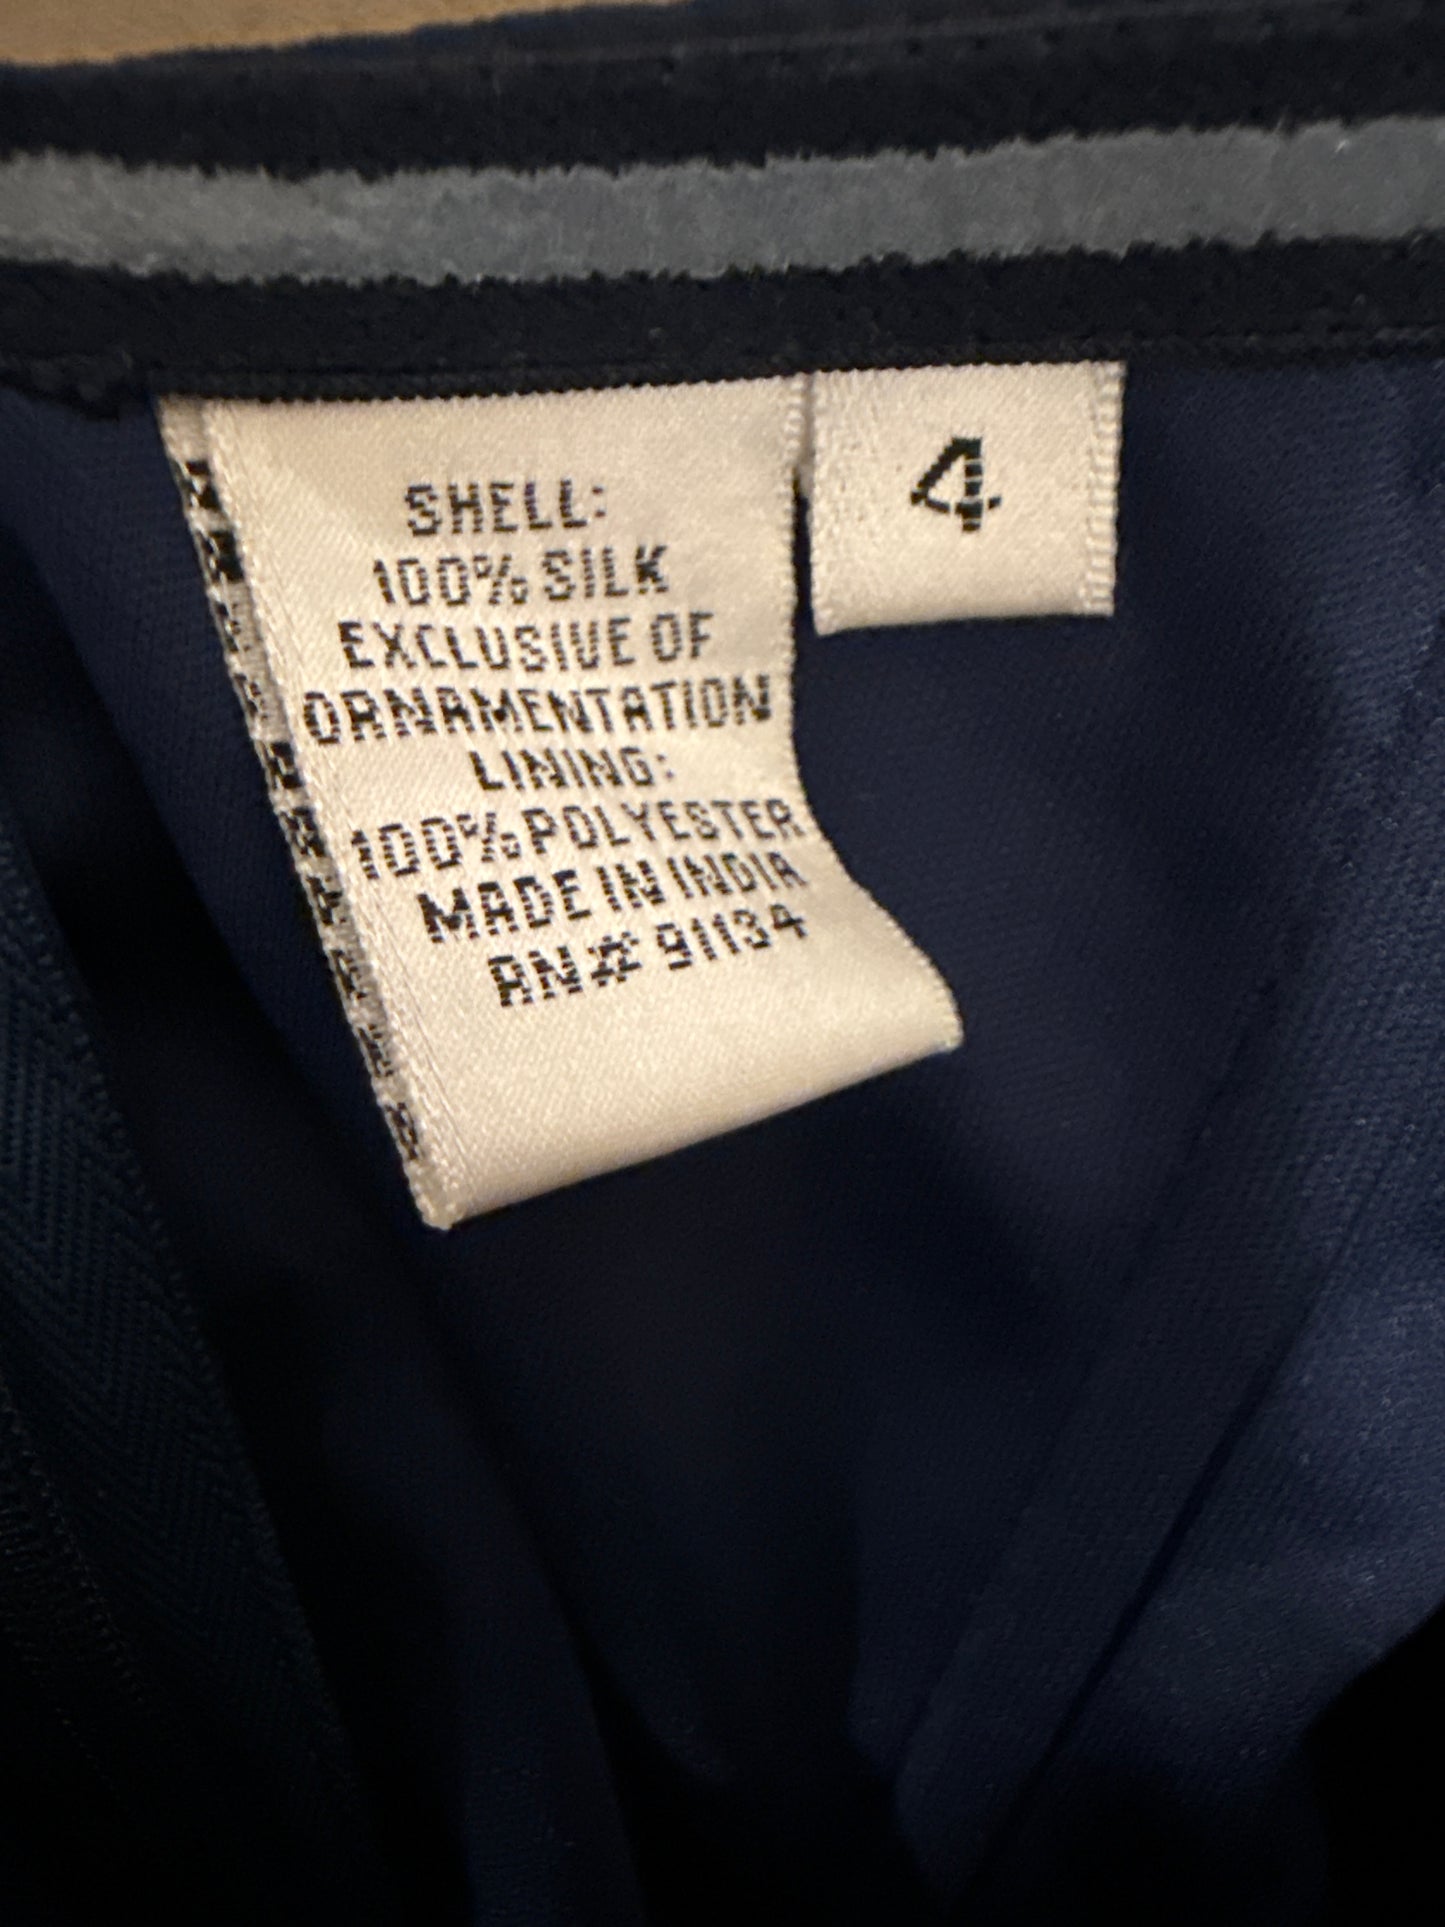 SHELL:
100% SILK
EXCLUSIVE OF
ORNAMENTATION
LINING:
100% POLYESTER
MADE IN INDIA
RN# 91134
4